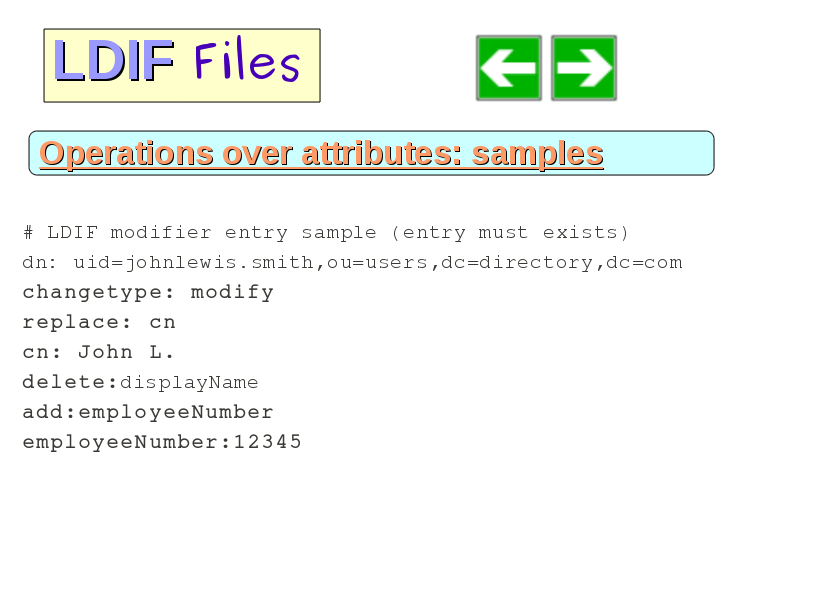 LDIF Files
Operations over attributes: samples
# LDIF modifier entry sample (entry must exists)
dn: uid=johnlewis.smith,ou=users,dc=directory,dc=com
changetype: modify
replace: cn
cn: John L.
delete:displayName
add:employeeNumber
employeeNumber:12345